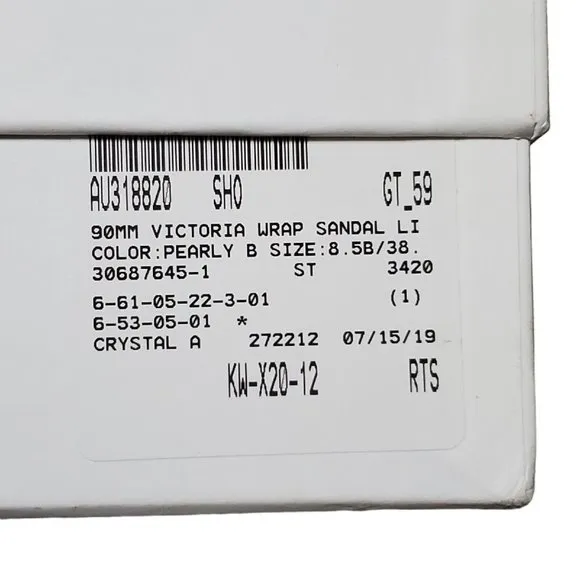 AU318820 SHO GT_59
90MM VICTORIA WRAP SANDAL LI
COLOR:PEARLY B SIZE:8.5B/38.
30687645-1 ST 3420
6-61-05-22-3-01 (1)
6-53-05-01 *
CRYSTAL A 272212 07/15/19
KW-X20-12 RTS